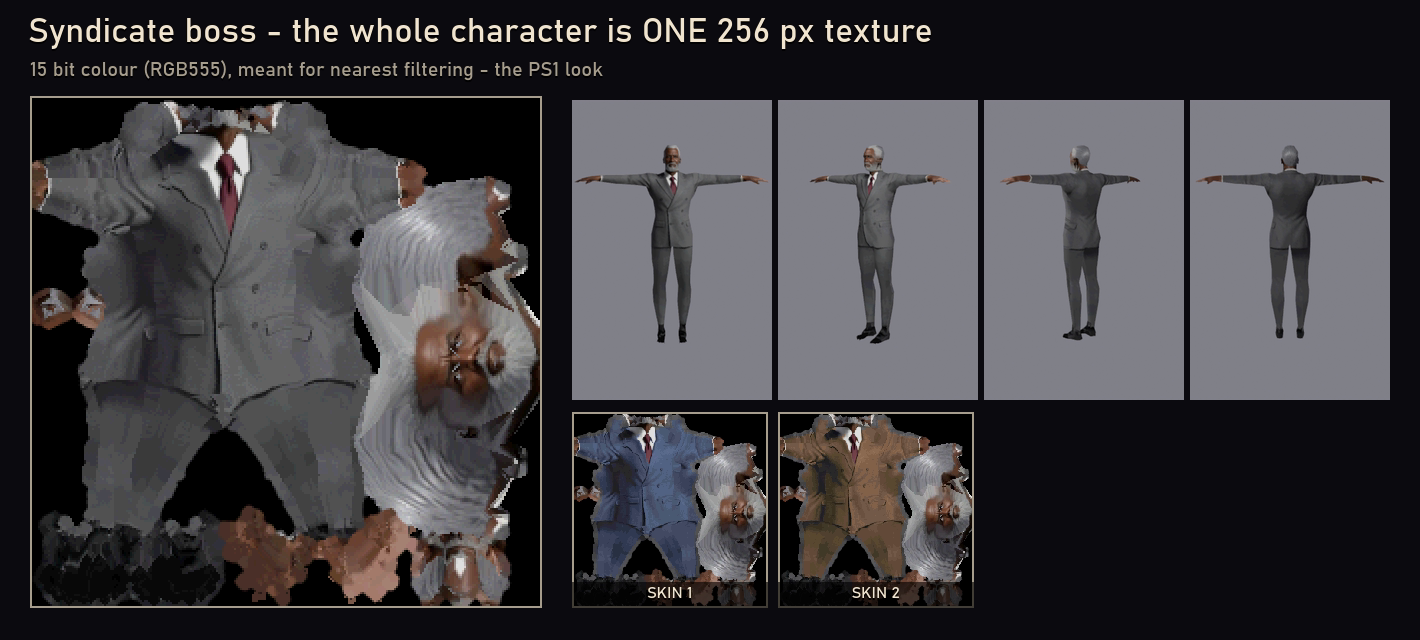 Syndicate boss - the whole character is ONE 256 px texture
15 bit colour (RGB555), meant for nearest filtering - the PS1 look
SKIN 1
SKIN 2